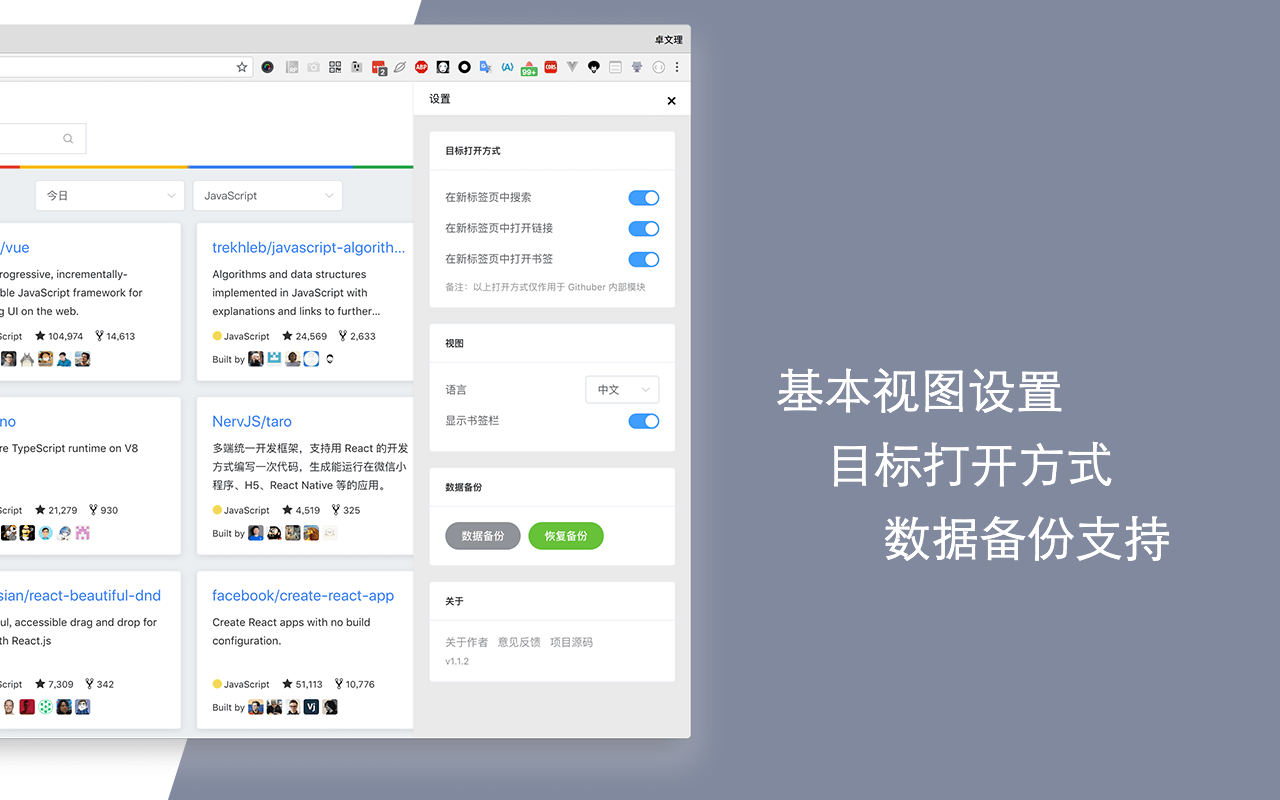 卓文理
2
ABP
99+
CORS
设置
今日
JavaScript
目标打开方式
在新标签页中搜索
在新标签页中打开链接
在新标签页中打开书签
备注：以上打开方式仅作用于 Githuber 内部模块
/vue
rogressive, incrementally-
ble JavaScript framework for
g UI on the web.
Script 104,974 14,613
trekhleb/javascript-algorith...
Algorithms and data structures
implemented in JavaScript with
explanations and links to further...
JavaScript 24,569 2,633
Built by
视图
语言
中文
显示书签栏
no
re TypeScript runtime on V8
Script 21,279 930
NervJS/taro
多端统一开发框架，支持用 React 的开发
方式编写一次代码，生成能运行在微信小
程序、H5、React Native 等的应用。
JavaScript 4,519 325
Built by
数据备份
数据备份
恢复备份
sian/react-beautiful-dnd
ul, accessible drag and drop for
th React.js
Script 7,309 342
facebook/create-react-app
Create React apps with no build
configuration.
JavaScript 51,113 10,776
Built by
Vj
关于
关于作者 意见反馈 项目源码
v1.1.2
基本视图设置
目标打开方式
数据备份支持